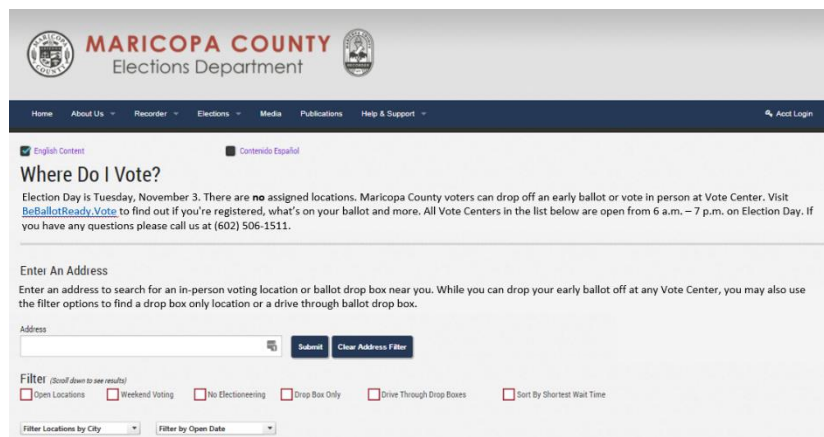 MARICOPA COUNTY
Elections Department
Home About Us Recorder Elections Media Publications Help & Support Acct Login
English Content Contenido Español
Where Do I Vote?
Election Day is Tuesday, November 3. There are no assigned locations. Maricopa County voters can drop off an early ballot or vote in person at Vote Center. Visit
BeBallotReady.Vote to find out if you're registered, what's on your ballot and more. All Vote Centers in the list below are open from 6 a.m. – 7 p.m. on Election Day. If
you have any questions please call us at (602) 506-1511.
Enter An Address
Enter an address to search for an in-person voting location or ballot drop box near you. While you can drop your early ballot off at any Vote Center, you may also use
the filter options to find a drop box only location or a drive through ballot drop box.
Address
Submit Clear Address Filter
Filter (Scroll down to see results)
Open Locations Weekend Voting No Electioneering Drop Box Only Drive Through Drop Boxes Sort By Shortest Wait Time
Filter Locations by City Filter by Open Date